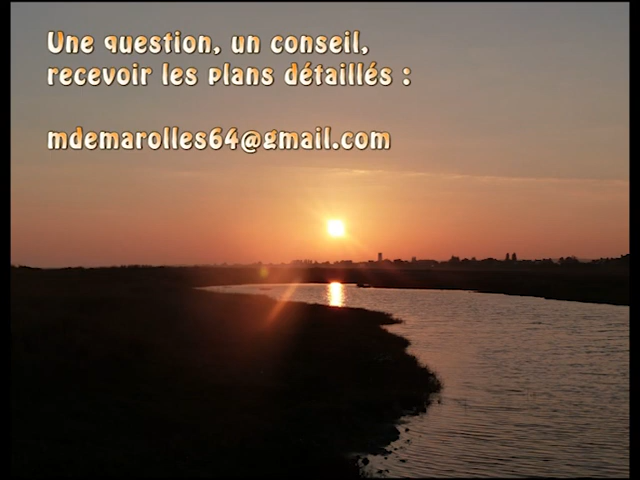 Une question, un conseil,
recevoir les plans détaillés :
mdemarolles64@gmail.com